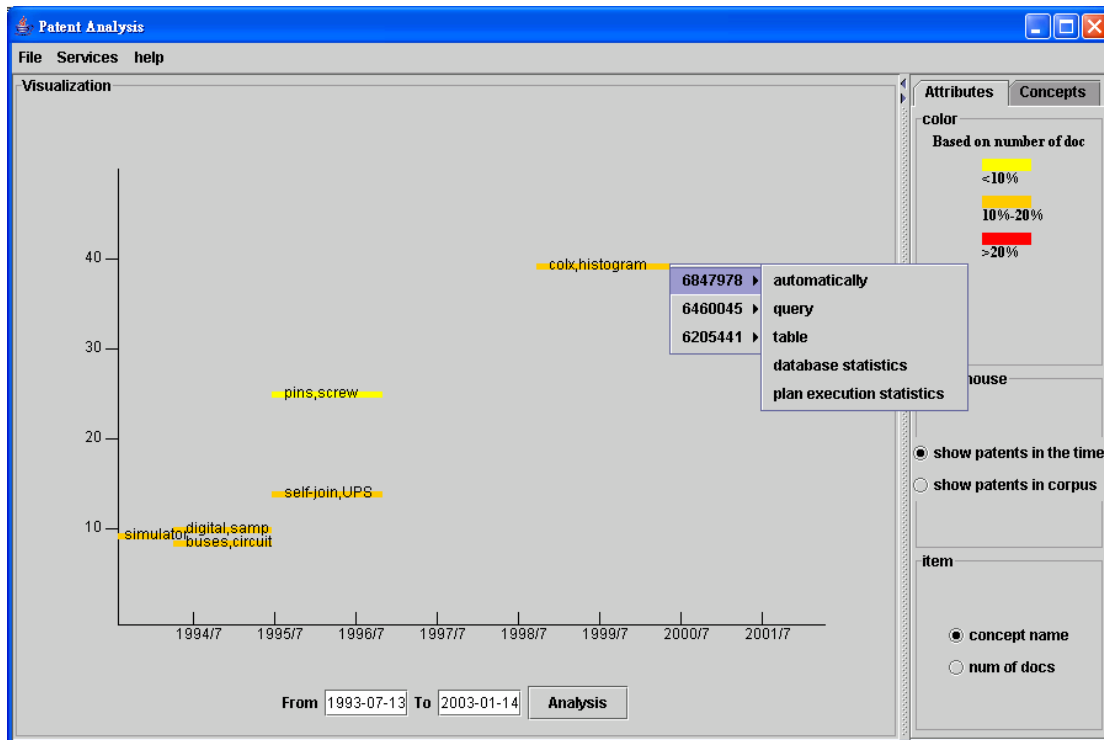 Patent Analysis
File Services help
Visualization
40
30
20
10
colx,histogram
pins,screw
self-join,UPS
digital,samp
simulator
buses,circuit
1994/7 1995/7 1996/7 1997/7 1998/7 1999/7 2000/7 2001/7
6847978
6460045
6205441
automatically
query
table
database statistics
plan execution statistics
From 1993-07-13 To 2003-01-14 Analysis
Attributes Concepts
color
Based on number of doc
<10%
10%-20%
>20%
ouse
show patents in the time
show patents in corpus
item
concept name
num of docs